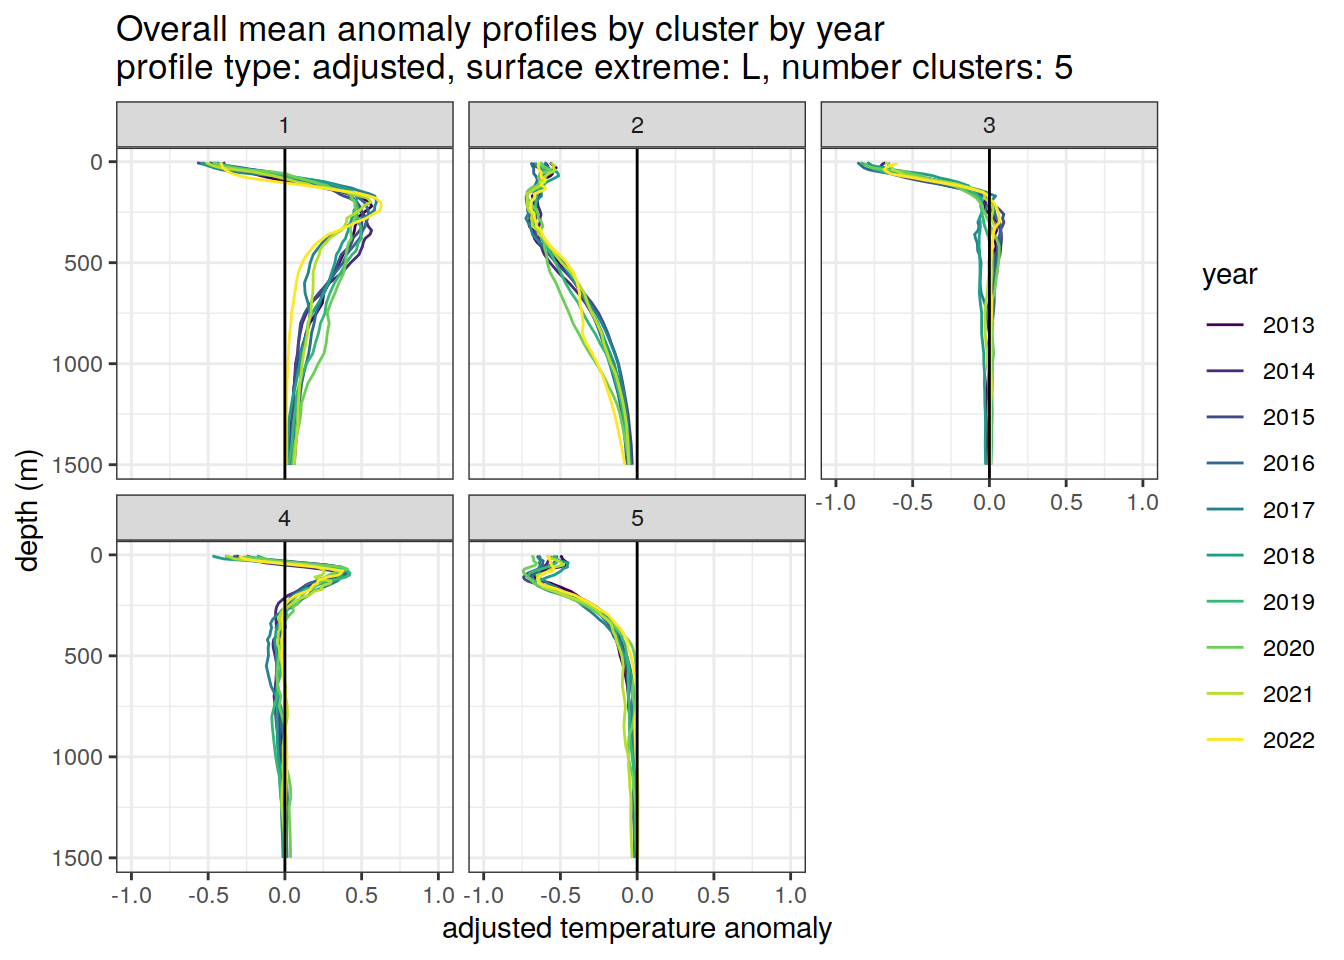 Overall mean anomaly profiles by cluster by year
profile type: adjusted, surface extreme: L, number clusters: 5
1
2
3
0
500
1000
1500
-1.0 -0.5 0.0 0.5 1.0
4
5
0
500
1000
1500
-1.0 -0.5 0.0 0.5 1.0
-1.0 -0.5 0.0 0.5 1.0
depth (m)
adjusted temperature anomaly
year
2013
2014
2015
2016
2017
2018
2019
2020
2021
2022